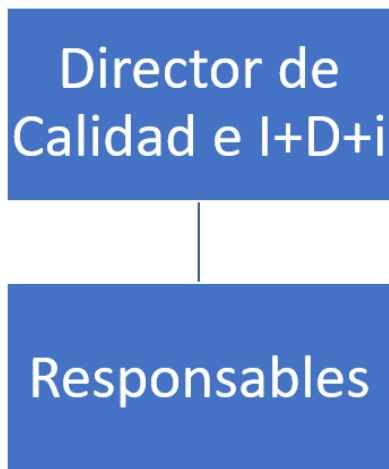 Director de
Calidad e I+D+i
Responsables